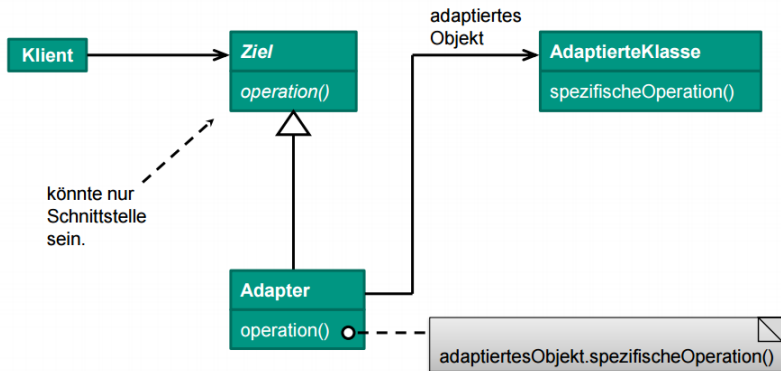 Klient
Ziel
operation()
adaptiertes
Objekt
AdaptierteKlasse
spezifischeOperation()
könnte nur
Schnittstelle
sein.
Adapter
operation()
adaptiertesObjekt.spezifischeOperation()